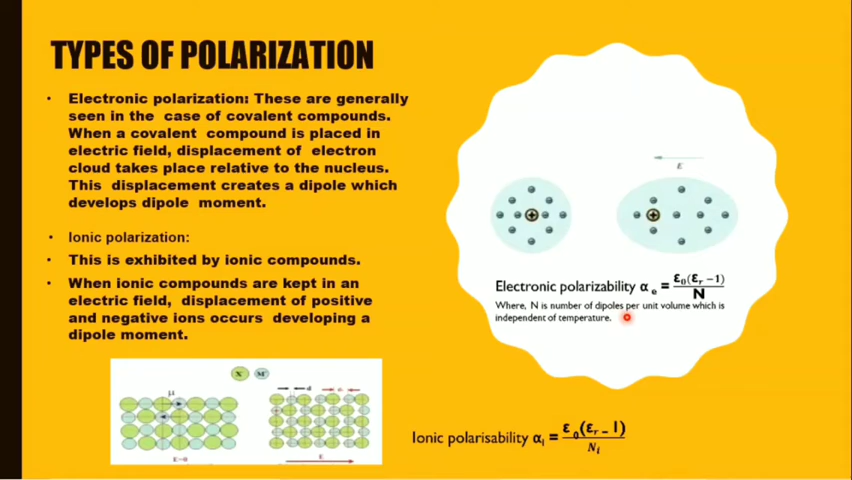 TYPES OF POLARIZATION
• Electronic polarization: These are generally
seen in the case of covalent compounds.
When a covalent compound is placed in
electric field, displacement of electron
cloud takes place relative to the nucleus.
This displacement creates a dipole which
develops dipole moment.
• Ionic polarization:
• This is exhibited by ionic compounds.
• When ionic compounds are kept in an
electric field, displacement of positive
and negative ions occurs developing a
dipole moment.
X
M
μ
d
E=0
E
E
Electronic polarizability α e = ε0(εr −1) / N
Where, N is number of dipoles per unit volume which is
independent of temperature.
Ionic polarisability αi = ε0(εr − 1) / Ni